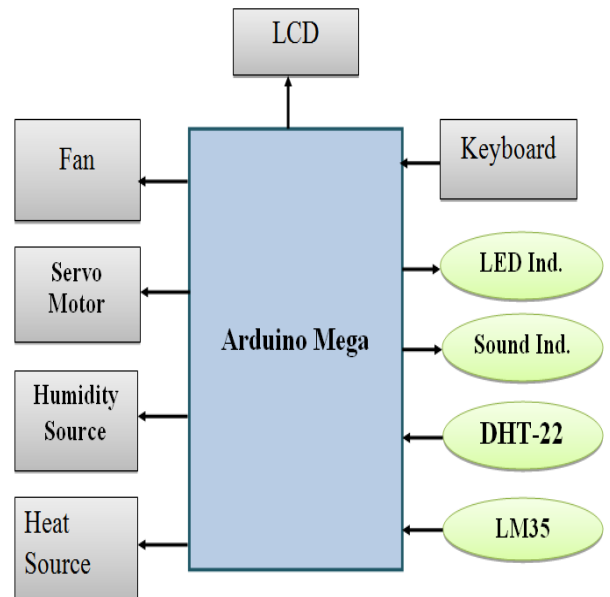 LCD
Fan
Keyboard
Servo
Motor
LED Ind.
Arduino Mega
Sound Ind.
Humidity
Source
DHT-22
Heat
Source
LM35